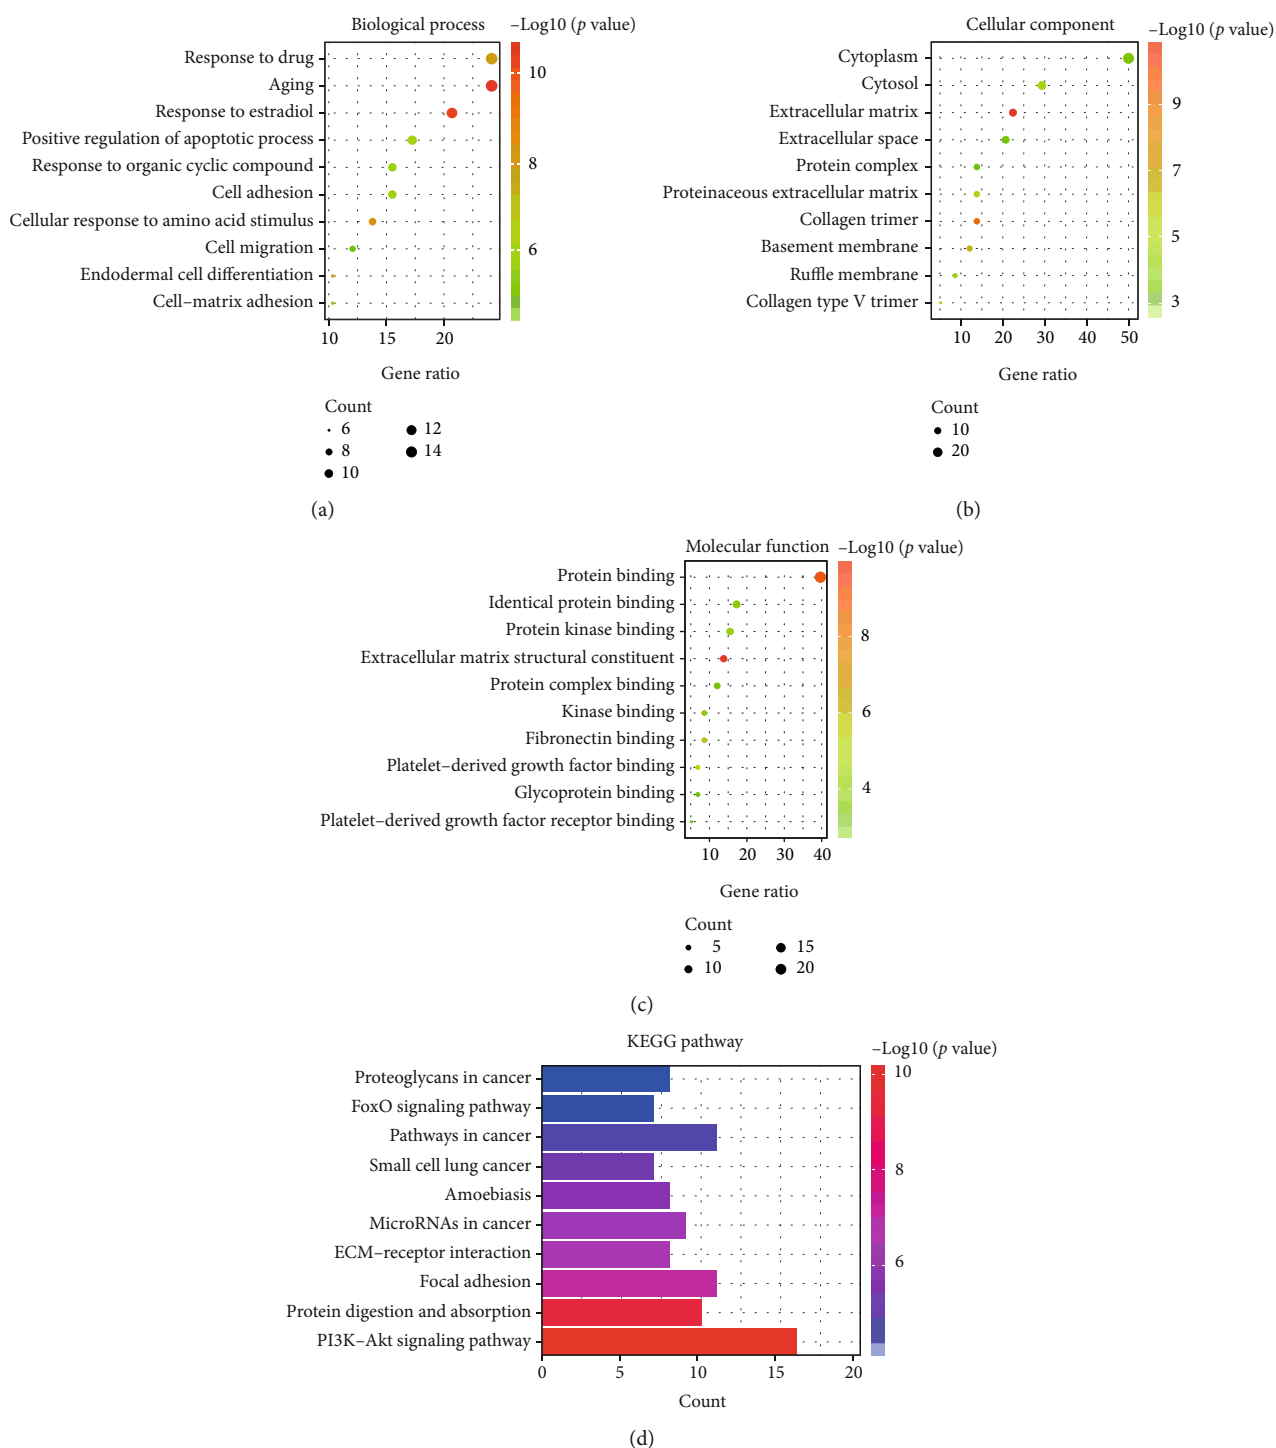 Biological process
–Log10 (p value)
Response to drug
Aging
Response to estradiol
Positive regulation of apoptotic process
Response to organic cyclic compound
Cell adhesion
Cellular response to amino acid stimulus
Cell migration
Endodermal cell differentiation
Cell–matrix adhesion
10
8
6
10 15 20
Gene ratio
Count
6 12
8 14
10
(a)
Cellular component
–Log10 (p value)
Cytoplasm
Cytosol
Extracellular matrix
Extracellular space
Protein complex
Proteinaceous extracellular matrix
Collagen trimer
Basement membrane
Ruffle membrane
Collagen type V trimer
9
7
5
3
10 20 30 40 50
Gene ratio
Count
10
20
(b)
Molecular function
–Log10 (p value)
Protein binding
Identical protein binding
Protein kinase binding
Extracellular matrix structural constituent
Protein complex binding
Kinase binding
Fibronectin binding
Platelet–derived growth factor binding
Glycoprotein binding
Platelet–derived growth factor receptor binding
8
6
4
10 20 30 40
Gene ratio
Count
5 15
10 20
(c)
KEGG pathway
–Log10 (p value)
Proteoglycans in cancer
FoxO signaling pathway
Pathways in cancer
Small cell lung cancer
Amoebiasis
MicroRNAs in cancer
ECM–receptor interaction
Focal adhesion
Protein digestion and absorption
PI3K–Akt signaling pathway
10
8
6
0 5 10 15 20
Count
(d)